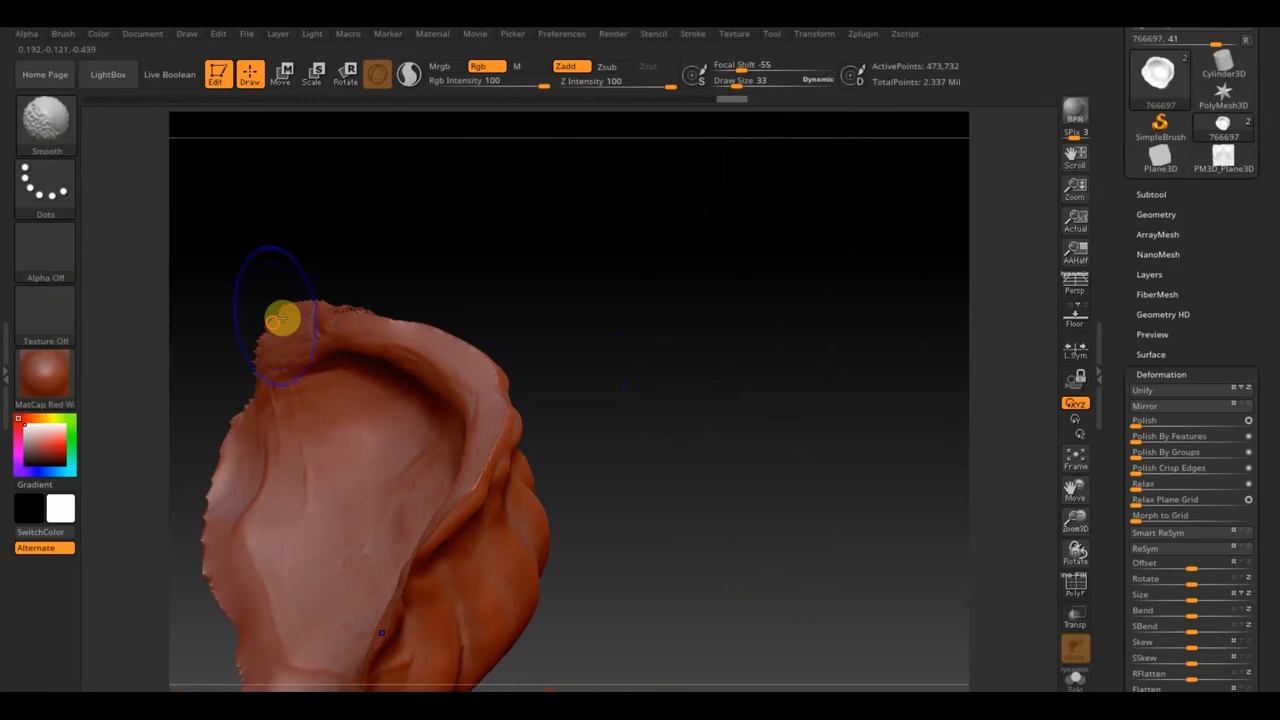 Alpha Brush Color Document Draw Edit File Layer Light Macro Marker Material Movie Picker Preferences Render Stencil Stroke Texture Tool Transform Zplugin Zscript
0.192,-0.121,-0.439
Home Page LightBox Live Boolean Edit Draw Move Scale Rotate
Mrgb Rgb M Zadd Zsub Zcut
Rgb Intensity 100 Z Intensity 100
Focal Shift -55
Draw Size 33 Dynamic
S
D
ActivePoints: 473,732
TotalPoints: 2.337 Mil
Smooth
Dots
Alpha Off
Texture Off
MatCap Red Wa
Gradient
SwitchColor
Alternate
BPR
SPix 3
Scroll
Zoom
Actual
AAHalf
Dynamic
Persp
Floor
L.Sym
XYZ
Frame
Move
Zoom3D
Rotate
PolyF
Transp
Dynamic
Solo
766697. 41 R
2
766697
Cylinder3D
PolyMesh3D
SimpleBrush
2
766697
Plane3D
PM3D_Plane3D
Subtool
Geometry
ArrayMesh
NanoMesh
Layers
FiberMesh
Geometry HD
Preview
Surface
Deformation
Unify
Mirror
Polish
Polish By Features
Polish By Groups
Polish Crisp Edges
Relax
Relax Plane Grid
Morph to Grid
Smart ReSym
ReSym
Offset
Rotate
Size
Bend
SBend
Skew
SSkew
RFlatten
Flatten